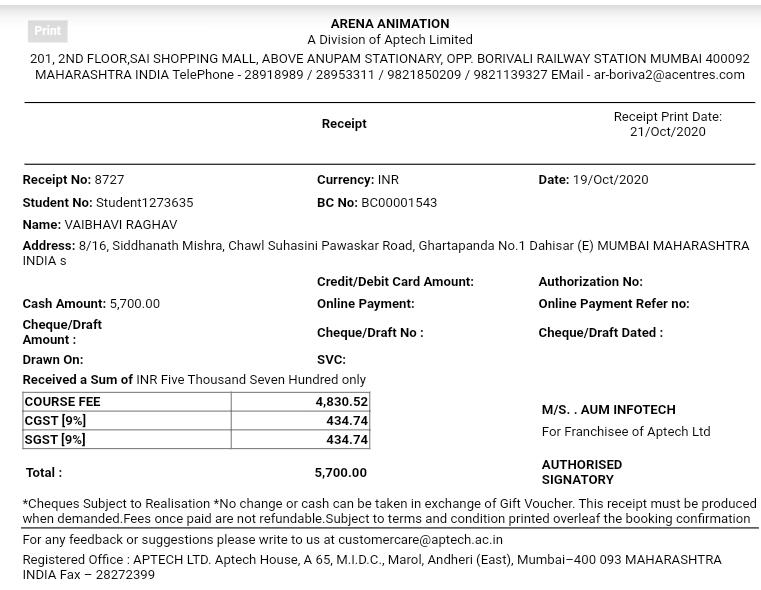 Print
ARENA ANIMATION
A Division of Aptech Limited
201, 2ND FLOOR,SAI SHOPPING MALL, ABOVE ANUPAM STATIONARY, OPP. BORIVALI RAILWAY STATION MUMBAI 400092
MAHARASHTRA INDIA TelePhone - 28918989 / 28953311 / 9821850209 / 9821139327 EMail - ar-boriva2@acentres.com
Receipt
Receipt Print Date:
21/Oct/2020
Receipt No: 8727 Currency: INR Date: 19/Oct/2020
Student No: Student1273635 BC No: BC00001543
Name: VAIBHAVI RAGHAV
Address: 8/16, Siddhanath Mishra, Chawl Suhasini Pawaskar Road, Ghartapanda No.1 Dahisar (E) MUMBAI MAHARASHTRA
INDIA s
Credit/Debit Card Amount: Authorization No:
Cash Amount: 5,700.00 Online Payment: Online Payment Refer no:
Cheque/Draft
Amount : Cheque/Draft No : Cheque/Draft Dated :
Drawn On: SVC:
Received a Sum of INR Five Thousand Seven Hundred only
COURSE FEE 4,830.52
CGST [9%] 434.74
SGST [9%] 434.74
M/S. . AUM INFOTECH
For Franchisee of Aptech Ltd
Total : 5,700.00
AUTHORISED
SIGNATORY
*Cheques Subject to Realisation *No change or cash can be taken in exchange of Gift Voucher. This receipt must be produced
when demanded.Fees once paid are not refundable.Subject to terms and condition printed overleaf the booking confirmation
For any feedback or suggestions please write to us at customercare@aptech.ac.in
Registered Office : APTECH LTD. Aptech House, A 65, M.I.D.C., Marol, Andheri (East), Mumbai–400 093 MAHARASHTRA
INDIA Fax – 28272399